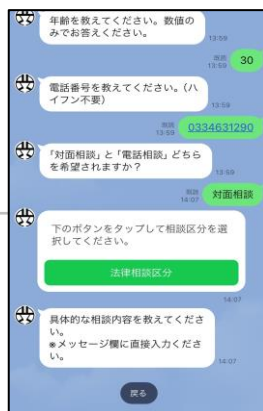 年齢を教えてください。数値の
みでお答えください。
13:59
既読
13:59
30
電話番号を教えてください。（ハ
イフン不要）
13:59
既読
13:59
0334631290
「対面相談」と「電話相談」どちら
を希望されますか？
13:59
既読
14:07
対面相談
下のボタンをタップして相談区分を選
択してください。
法律相談区分
14:07
具体的な相談内容を教えてくださ
い。
※メッセージ欄に直接入力くださ
い。
14:07
戻る